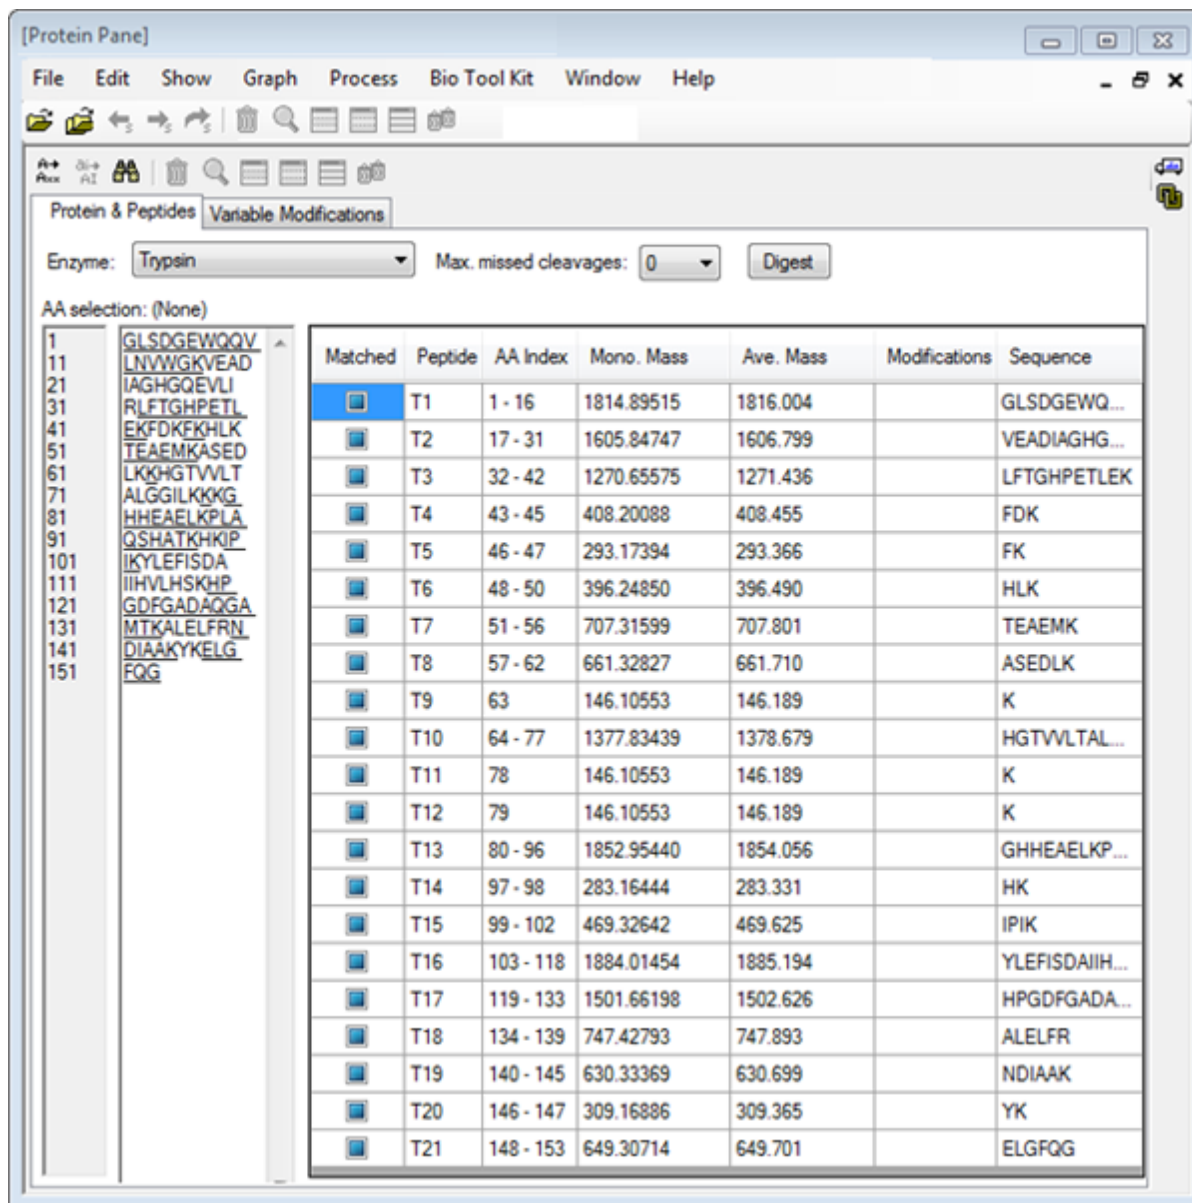 [Protein Pane]
File Edit Show Graph Process Bio Tool Kit Window Help
Protein & Peptides Variable Modifications
Enzyme: Trypsin Max. missed cleavages: 0 Digest
AA selection: (None)
1 GLSDGEWQQV
11 LNVWGKVEAD
21 IAGHGQEVLI
31 RLFTGHPETL
41 EKFDKFKHLK
51 TEAEMKASED
61 LKKHGTVVLT
71 ALGGILKKKG
81 HHEAELKPLA
91 QSHATKHKIP
101 IKYLEFISDA
111 IIHVLHSKHP
121 GDFGADAQGA
131 MTKALELFRN
141 DIAAKYKELG
151 FQG
Matched Peptide AA Index Mono. Mass Ave. Mass Modifications Sequence
T1 1 - 16 1814.89515 1816.004 GLSDGEWQ...
T2 17 - 31 1605.84747 1606.799 VEADIAGHG...
T3 32 - 42 1270.65575 1271.436 LFTGHPETLEK
T4 43 - 45 408.20088 408.455 FDK
T5 46 - 47 293.17394 293.366 FK
T6 48 - 50 396.24850 396.490 HLK
T7 51 - 56 707.31599 707.801 TEAEMK
T8 57 - 62 661.32827 661.710 ASEDLK
T9 63 146.10553 146.189 K
T10 64 - 77 1377.83439 1378.679 HGTVVLTAL...
T11 78 146.10553 146.189 K
T12 79 146.10553 146.189 K
T13 80 - 96 1852.95440 1854.056 GHHEAELKP...
T14 97 - 98 283.16444 283.331 HK
T15 99 - 102 469.32642 469.625 IPIK
T16 103 - 118 1884.01454 1885.194 YLEFISDAIIH...
T17 119 - 133 1501.66198 1502.626 HPGDFGADA...
T18 134 - 139 747.42793 747.893 ALELFR
T19 140 - 145 630.33369 630.699 NDIAAK
T20 146 - 147 309.16886 309.365 YK
T21 148 - 153 649.30714 649.701 ELGFQG